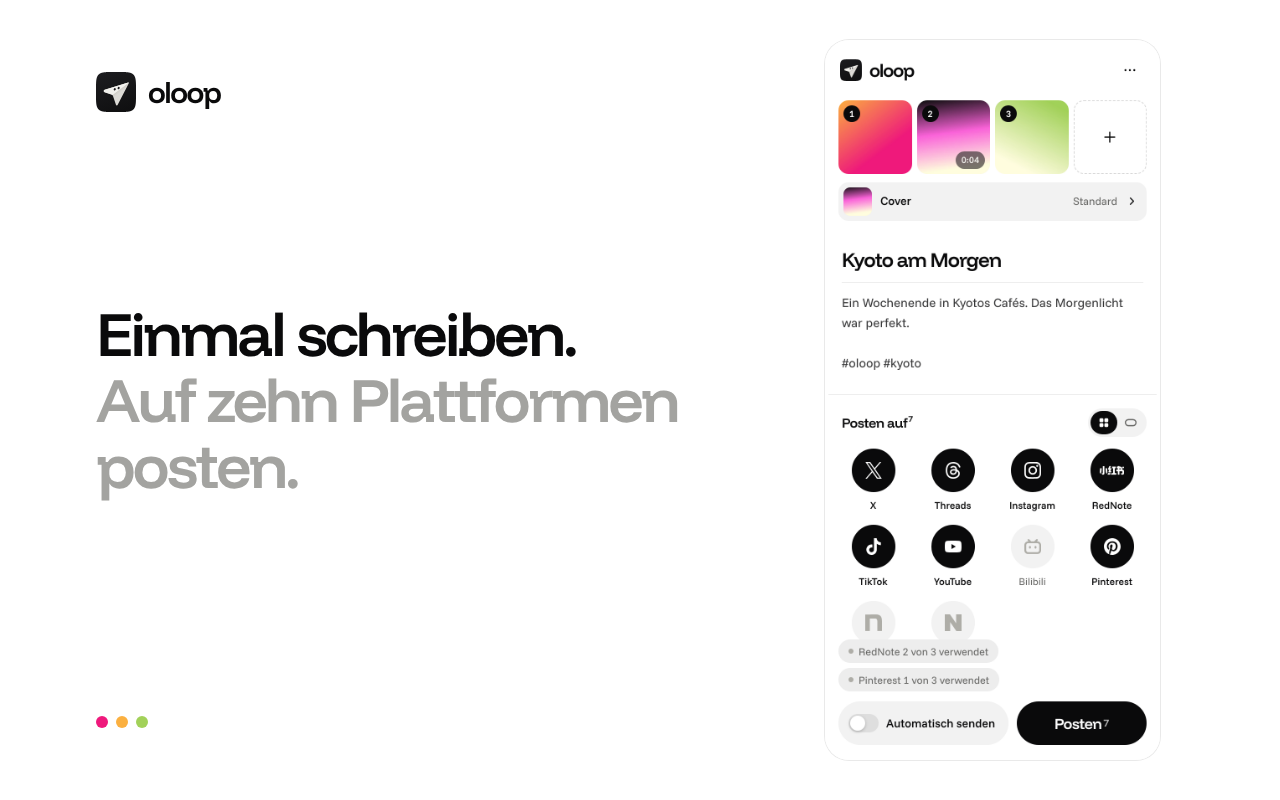 oloop
Einmal schreiben.
Auf zehn Plattformen
posten.
oloop
1
2
3
0:04
Cover
Standard
Kyoto am Morgen
Ein Wochenende in Kyotos Cafés. Das Morgenlicht
war perfekt.
#oloop #kyoto
Posten auf⁷
小红书
X
Threads
Instagram
RedNote
TikTok
YouTube
Bilibili
Pinterest
RedNote 2 von 3 verwendet
Pinterest 1 von 3 verwendet
Automatisch senden
Posten⁷